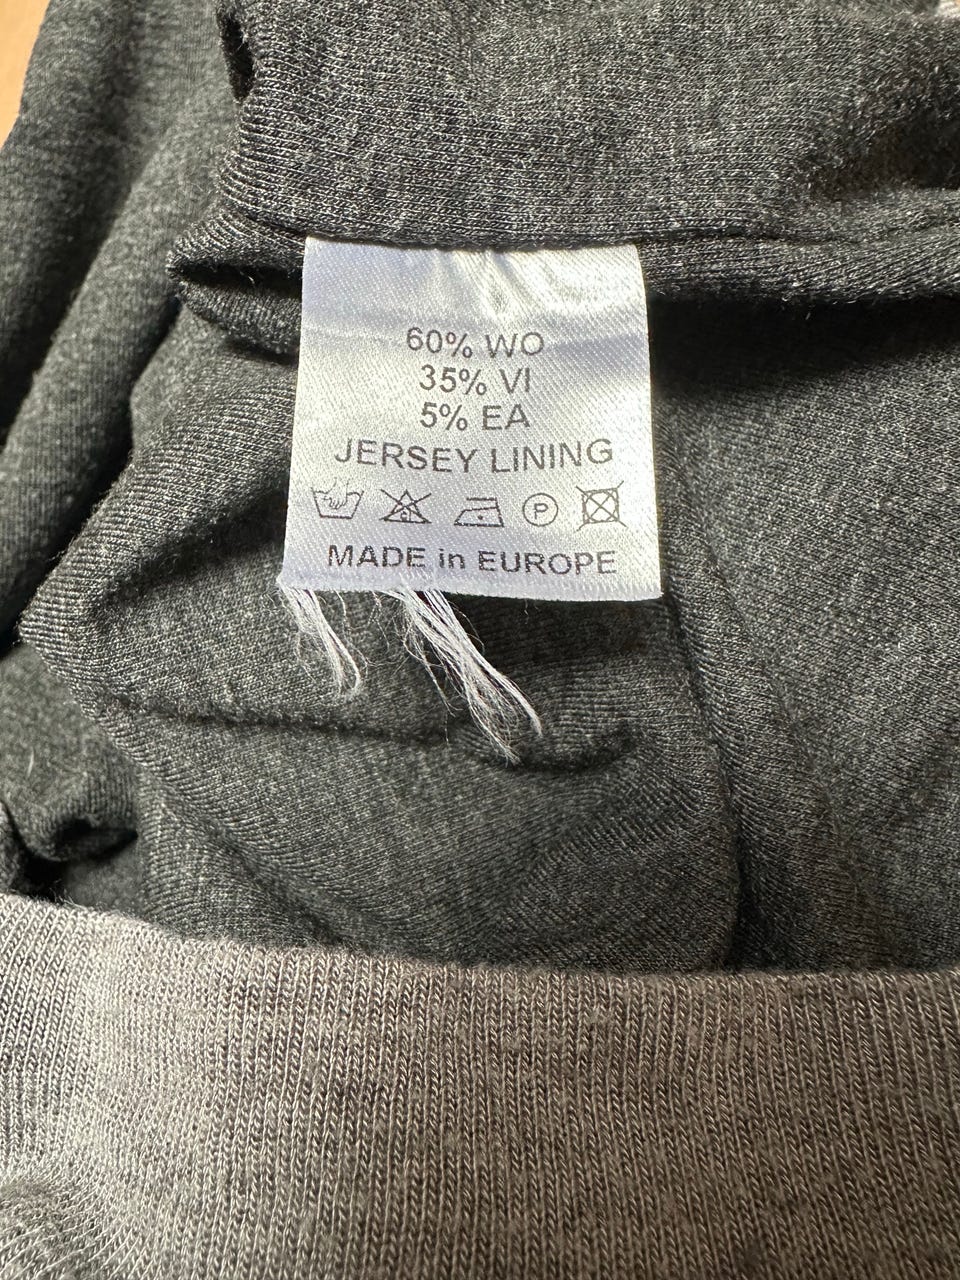 60% WO
35% VI
5% EA
JERSEY LINING
P
MADE in EUROPE